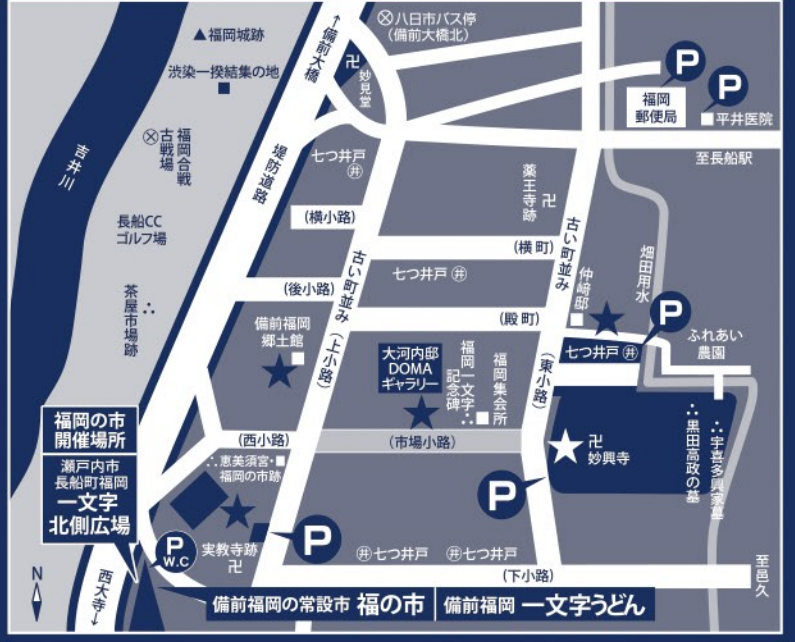 八日市バス停
(備前大橋北)
↑備前大橋
▲福岡城跡
渋染一揆結集の地
卍
妙見堂
P
P
福岡
郵便局
平井医院
至長船駅
福岡合戦
古戦場
吉井川
堤防道路
七つ井戸
井
薬王寺跡
卍
長船CC
ゴルフ場
(横小路)
古い町並み
(横町)
古い町並み
畑田用水
七つ井戸 井
仲﨑邸
(後小路)
茶屋市場跡
(殿町)
P
ふれあい
農園
備前福岡
郷土館
(上小路)
大河内邸
DOMA
ギャラリー
福岡一文字
記念碑
福岡集会所
(東小路)
七つ井戸 井
福岡の市
開催場所
瀬戸内市
長船町福岡
一文字
北側広場
(西小路)
(市場小路)
卍
妙興寺
黒田高政の墓
宇喜多興家墓
恵美須宮・
福岡の市跡
P
P
P
W.C
実教寺跡
卍
井 七つ井戸
井 七つ井戸
(下小路)
至邑久
N
西大寺→
備前福岡の常設市 福の市
備前福岡 一文字うどん